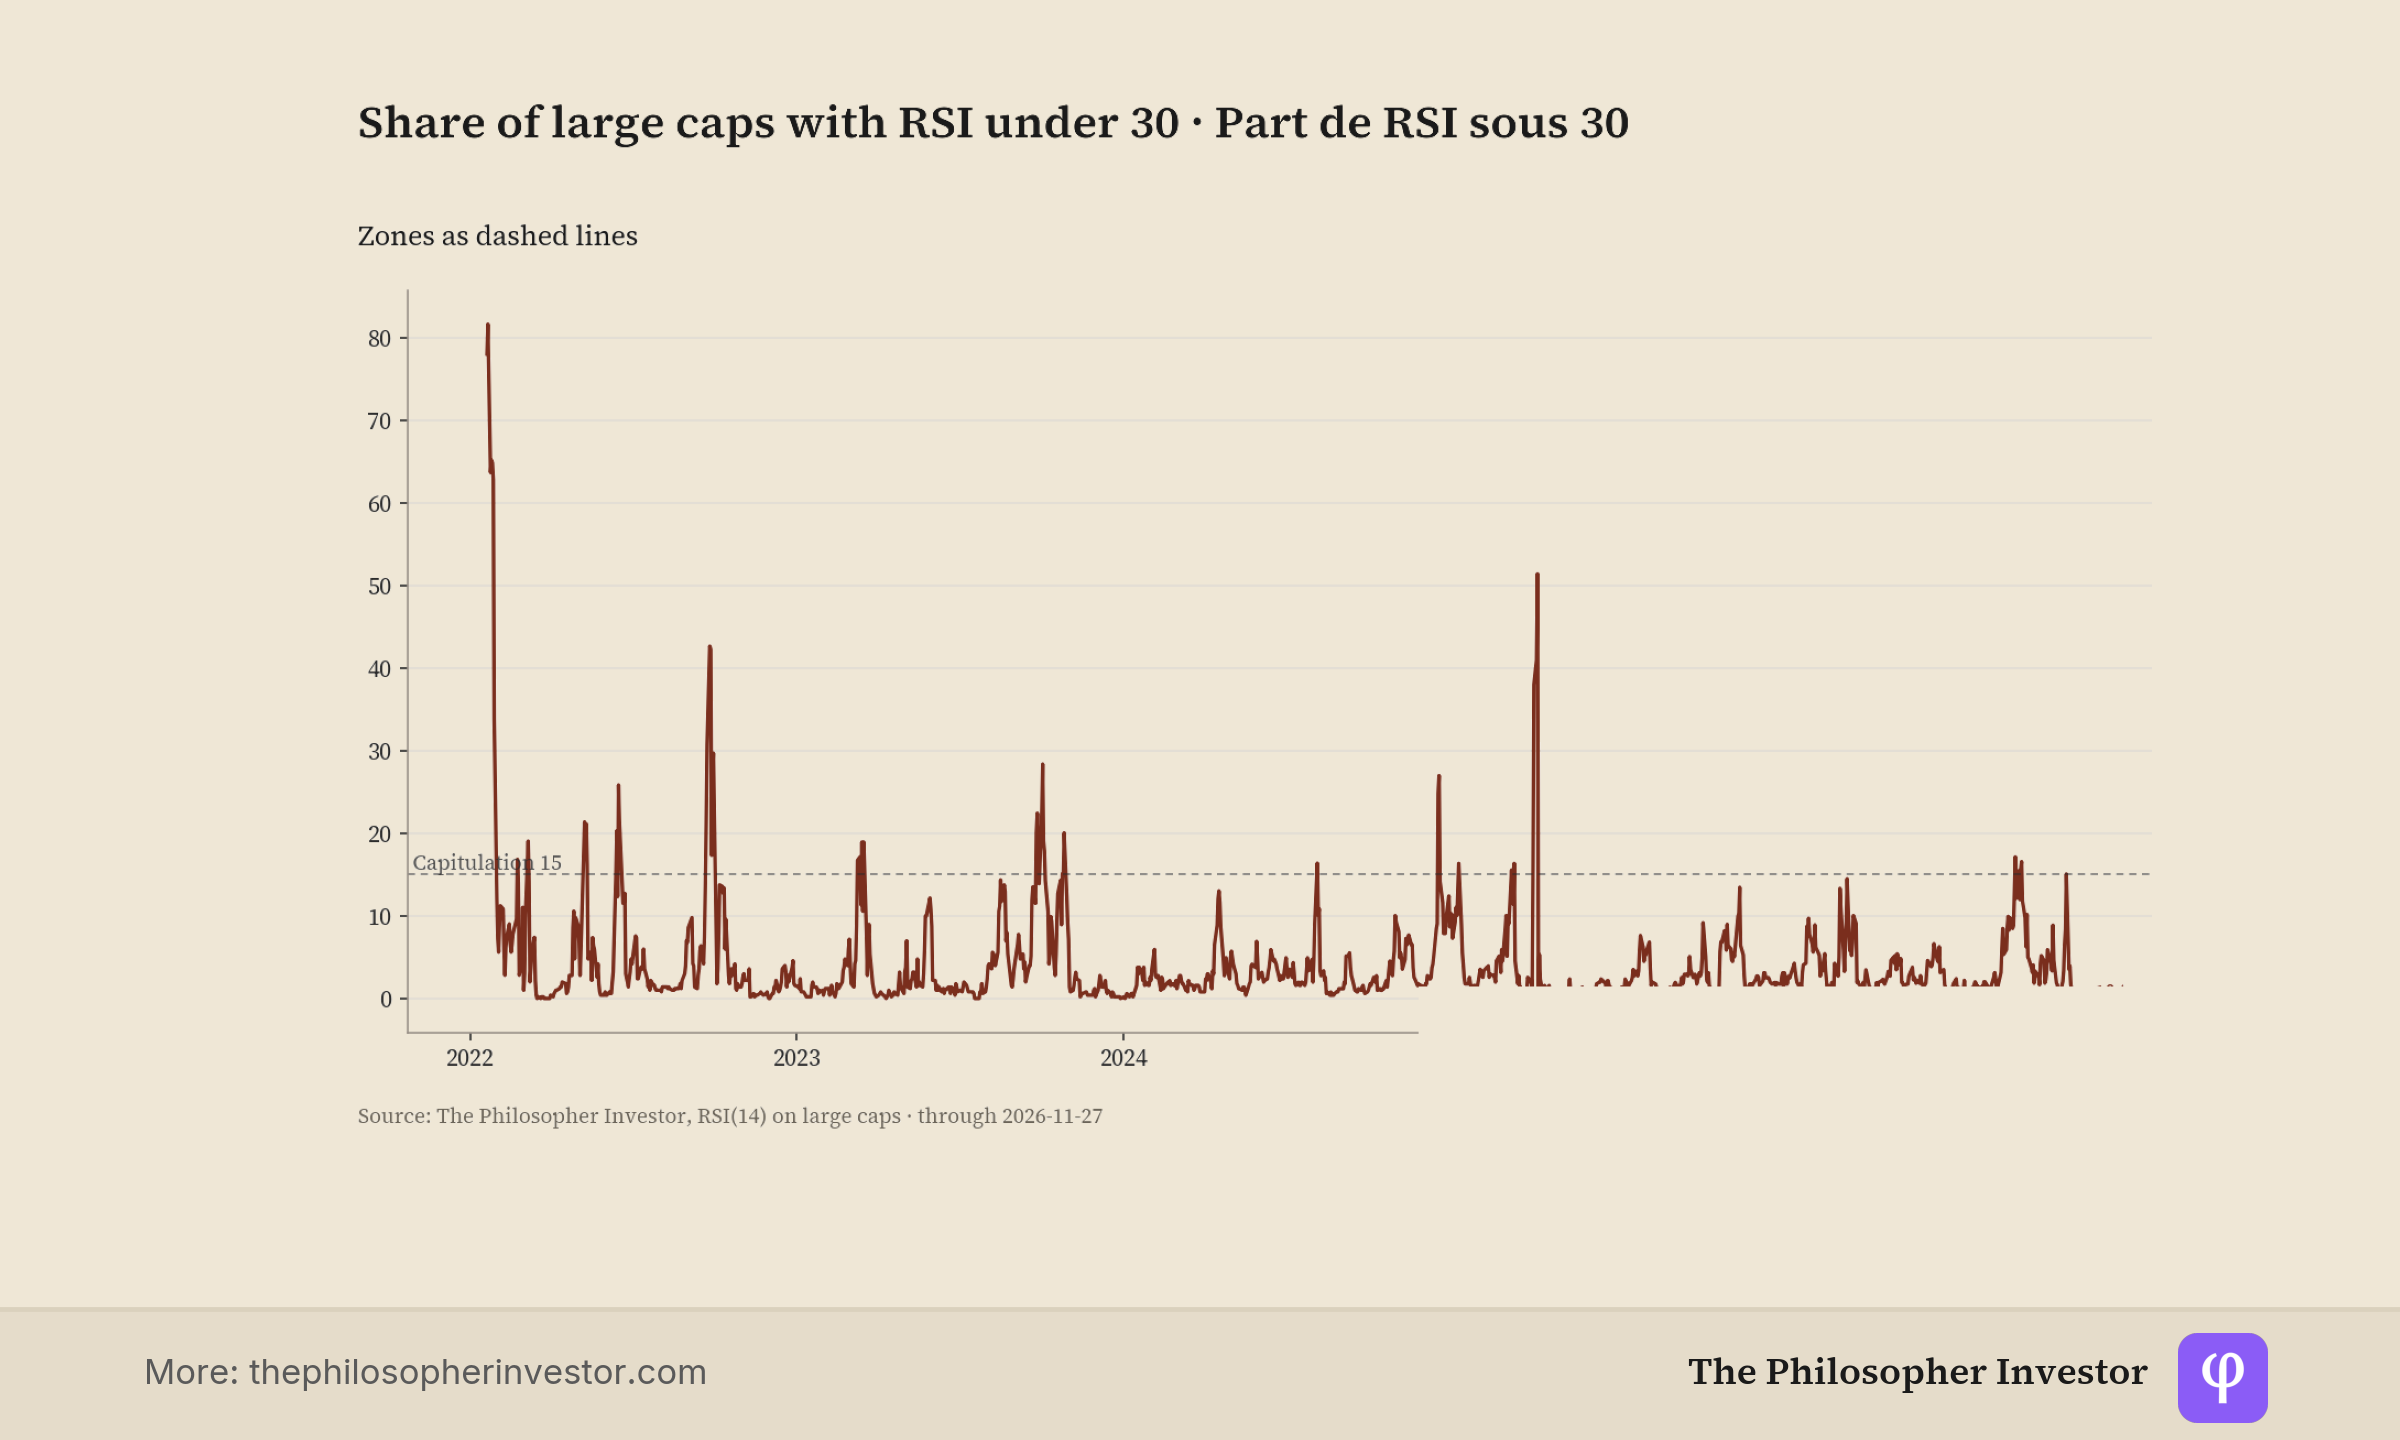 Share of large caps with RSI under 30 · Part de RSI sous 30
Zones as dashed lines
80
70
60
50
40
30
20
Capitulation 15
10
0
2022 2023 2024
Source: The Philosopher Investor, RSI(14) on large caps · through 2026-11-27
More: thephilosopherinvestor.com
The Philosopher Investor φ